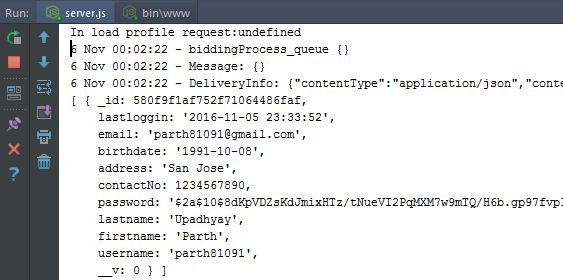 Run: server.js bin\www
In load profile request:undefined
6 Nov 00:02:22 - biddingProcess_queue {}
6 Nov 00:02:22 - Message: {}
6 Nov 00:02:22 - DeliveryInfo: {"contentType":"application/json","conte
[ { _id: 580f9f1af752f71064486faf,
lastloggin: '2016-11-05 23:33:52',
email: 'parth81091@gmail.com',
birthdate: '1991-10-08',
address: 'San Jose',
contactNo: 1234567890,
password: '$2a$10$8dKpVDZsKdJmixHTz/tNueVI2PqMXM7w9mTQ/H6b.gp97fvpI
lastname: 'Upadhyay',
firstname: 'Parth',
username: 'parth81091',
__v: 0 } ]